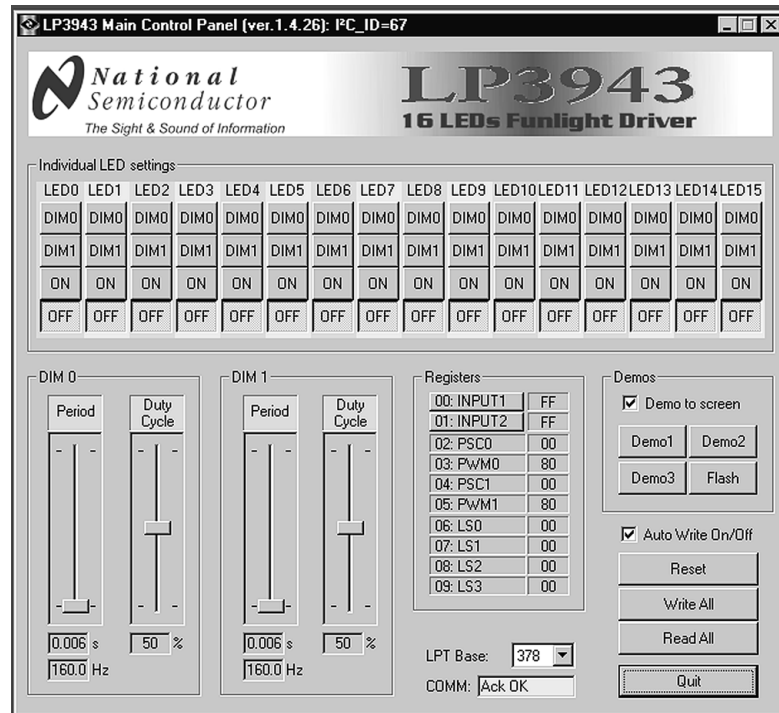 LP3943 Main Control Panel (ver.1.4.26): I²C_ID=67
National
Semiconductor
The Sight & Sound of Information
LP3943
16 LEDs Funlight Driver
Individual LED settings
LED0 LED1 LED2 LED3 LED4 LED5 LED6 LED7 LED8 LED9 LED10 LED11 LED12 LED13 LED14 LED15
DIM0 DIM0 DIM0 DIM0 DIM0 DIM0 DIM0 DIM0 DIM0 DIM0 DIM0 DIM0 DIM0 DIM0 DIM0 DIM0
DIM1 DIM1 DIM1 DIM1 DIM1 DIM1 DIM1 DIM1 DIM1 DIM1 DIM1 DIM1 DIM1 DIM1 DIM1 DIM1
ON ON ON ON ON ON ON ON ON ON ON ON ON ON ON ON
OFF OFF OFF OFF OFF OFF OFF OFF OFF OFF OFF OFF OFF OFF OFF OFF
DIM 0
Period
Duty
Cycle
0.006 s
50 %
160.0 Hz
DIM 1
Period
Duty
Cycle
0.006 s
50 %
160.0 Hz
Registers
00: INPUT1 FF
01: INPUT2 FF
02: PSC0 00
03: PWM0 80
04: PSC1 00
05: PWM1 80
06: LS0 00
07: LS1 00
08: LS2 00
09: LS3 00
LPT Base: 378
COMM: Ack OK
Demos
Demo to screen
Demo1 Demo2
Demo3 Flash
Auto Write On/Off
Reset
Write All
Read All
Quit